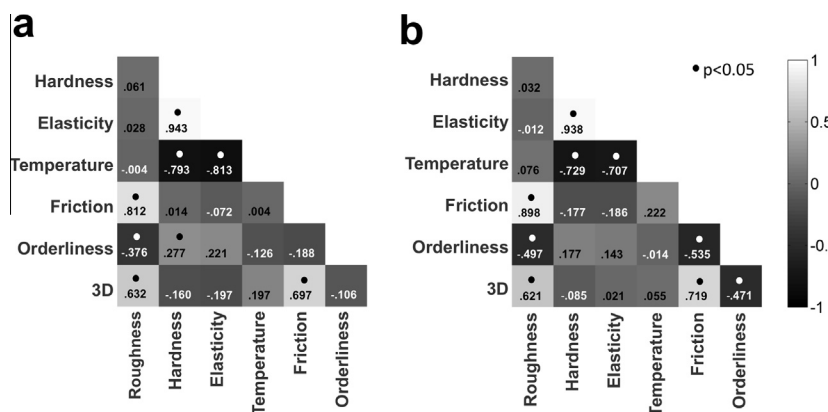 a
Hardness .061
Elasticity .028 .943
Temperature -.004 -.793 -.813
Friction .812 .014 -.072 .004
Orderliness -.376 .277 .221 -.126 -.188
3D .632 -.160 -.197 .197 .697 -.106
Roughness Hardness Elasticity Temperature Friction Orderliness
b
p<0.05
Hardness .032
Elasticity -.012 .938
Temperature .076 -.729 -.707
Friction .898 -.177 -.186 .222
Orderliness -.497 .177 .143 -.014 -.535
3D .621 -.085 .021 .055 .719 -.471
Roughness Hardness Elasticity Temperature Friction Orderliness
1
0.5
0
-0.
-1